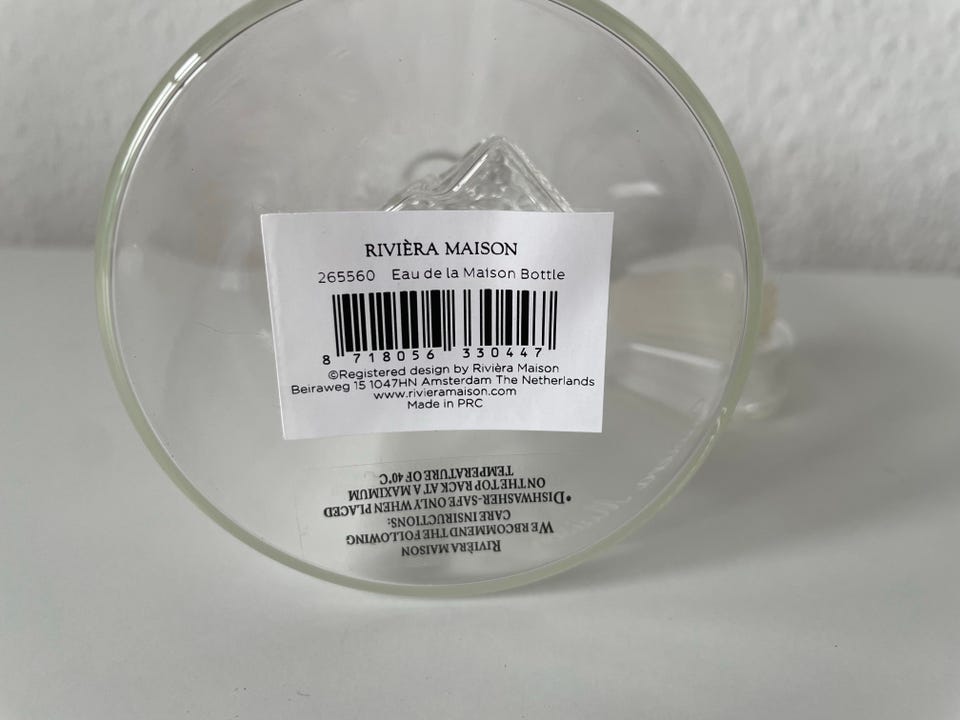 RIVIÈRA MAISON
265560 Eau de la Maison Bottle
8 718056 330447
©Registered design by Rivièra Maison
Beiraweg 15 1047HN Amsterdam The Netherlands
www.rivieramaison.com
Made in PRC
RIVIÈRA MAISON
WE RECOMMEND THE FOLLOWING
CARE INSIRUCTIONS:
•DISHWASHER-SAFE ONLY WHEN PLACED
ON THE TOP RACK AT A MAXIMUM
TEMPERATURE OF 40°C